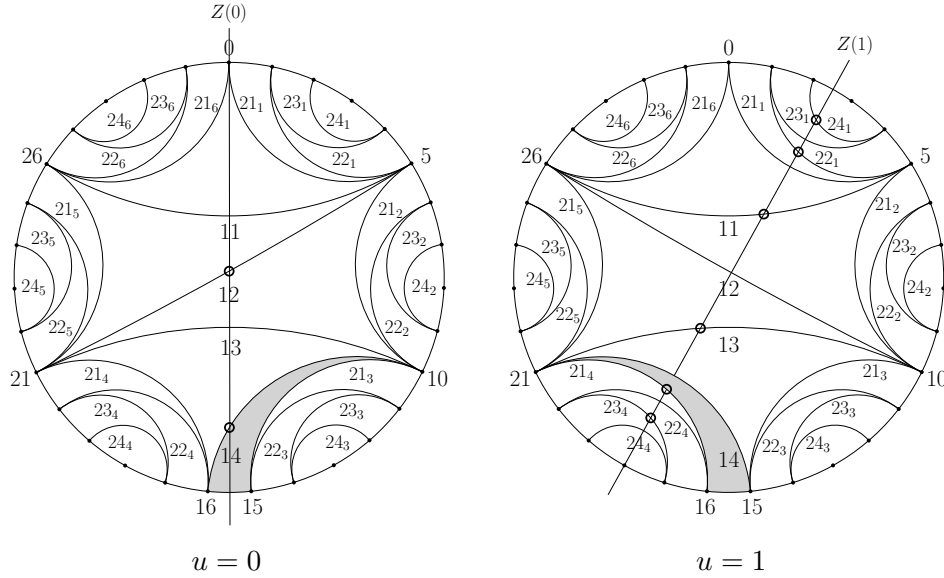 Z(0)
0
24₆ 23₆ 21₆ 21₁ 23₁ 24₁
22₆ 22₁
26 5
21₅ 11 21₂
23₅ 23₂
24₅ 12 24₂
22₅ 13 22₂
21 10
21₄ 21₃
23₄ 23₃
24₄ 22₄ 14 22₃ 24₃
16 15
u = 0
Z(1)
0
24₆ 23₆ 21₆ 21₁ 23₁ 24₁
22₆ 22₁
26 5
21₅ 11 21₂
23₅ 23₂
24₅ 12 24₂
22₅ 13 22₂
21 10
21₄ 21₃
23₄ 23₃
24₄ 22₄ 14 22₃ 24₃
16 15
u = 1